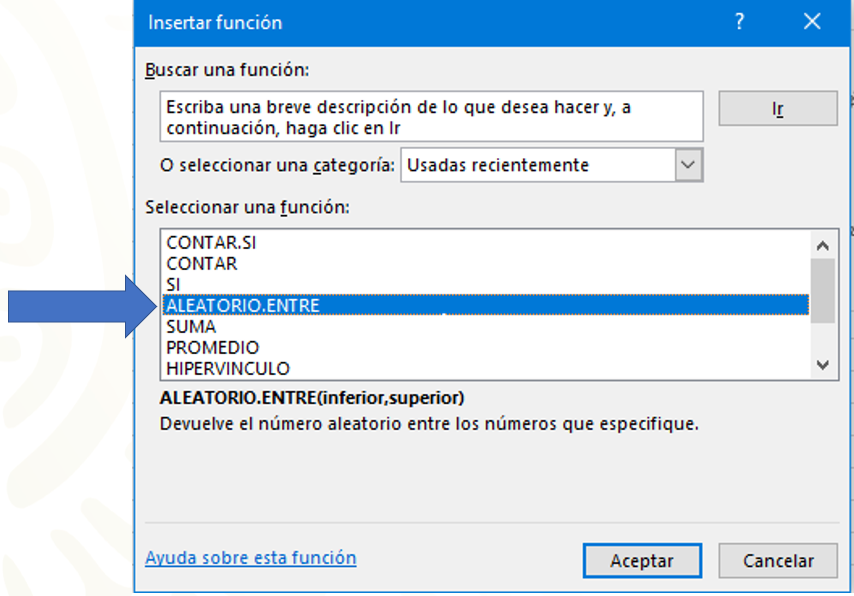 Insertar función
?
Buscar una función:
Escriba una breve descripción de lo que desea hacer y, a
continuación, haga clic en Ir
Ir
O seleccionar una categoría: Usadas recientemente
Seleccionar una función:
CONTAR.SI
CONTAR
SI
ALEATORIO.ENTRE
SUMA
PROMEDIO
HIPERVINCULO
ALEATORIO.ENTRE(inferior,superior)
Devuelve el número aleatorio entre los números que especifique.
Ayuda sobre esta función
Aceptar
Cancelar